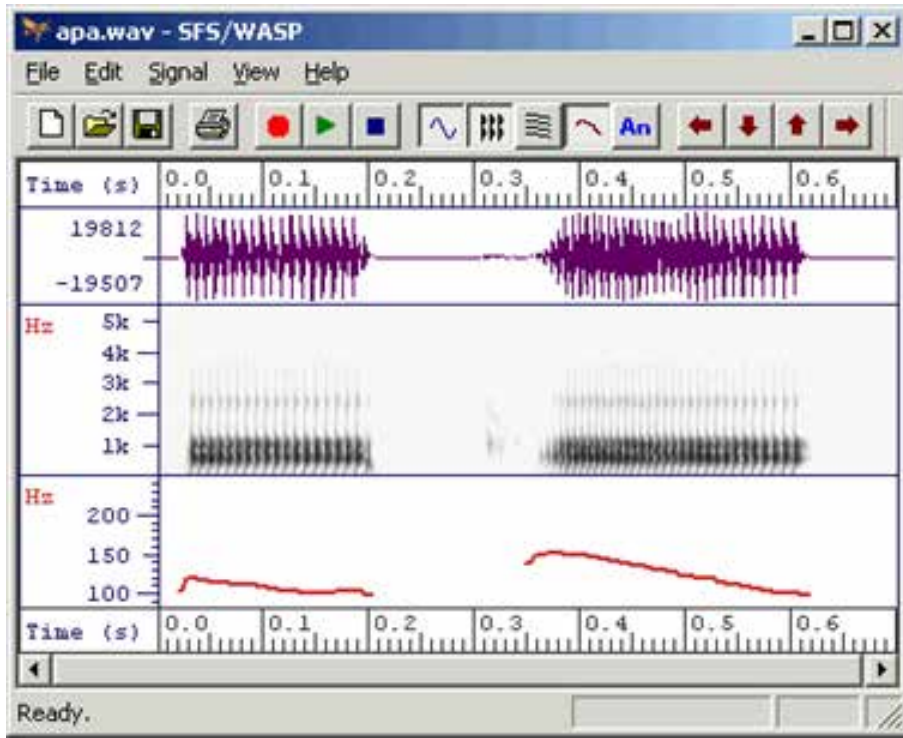 apa.wav - SFS/WASP
File Edit Signal View Help
An
Time (s) 0.0 0.1 0.2 0.3 0.4 0.5 0.6
19812
-19507
Hz 5k
4k
3k
2k
1k
Hz
200
150
100
Time (s) 0.0 0.1 0.2 0.3 0.4 0.5 0.6
Ready.